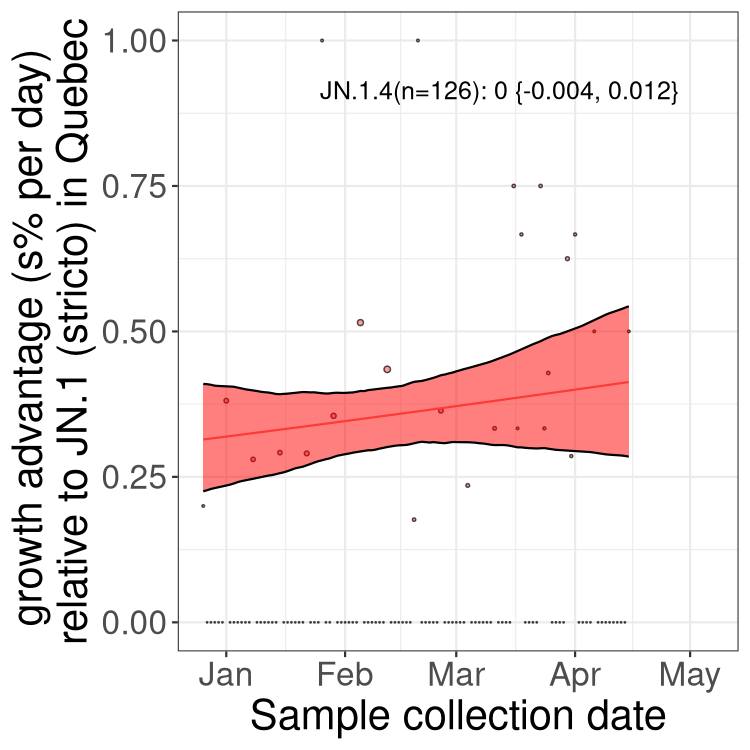 growth advantage (s% per day)
relative to JN.1 (stricto) in Quebec
1.00
0.75
0.50
0.25
0.00
JN.1.4(n=126): 0 {-0.004, 0.012}
Jan Feb Mar Apr May
Sample collection date